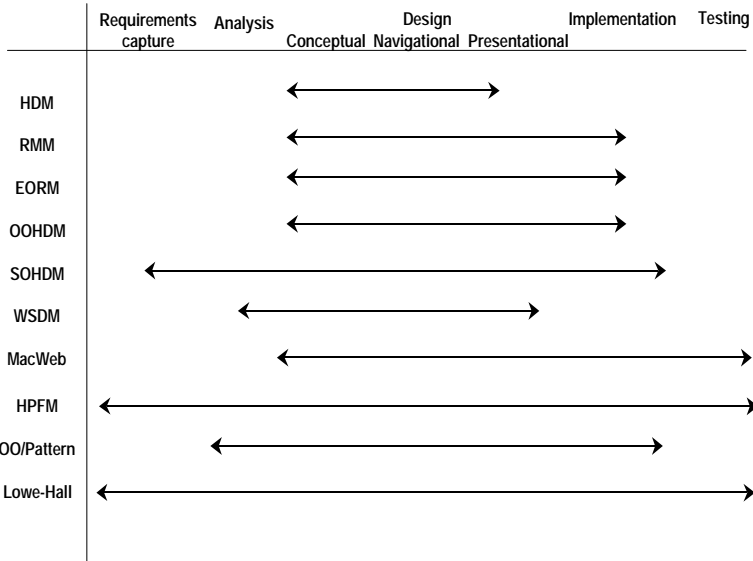 Requirements capture
Analysis
Design
Conceptual Navigational Presentational
Implementation
Testing
HDM
RMM
EORM
OOHDM
SOHDM
WSDM
MacWeb
HPFM
OO/Pattern
Lowe-Hall